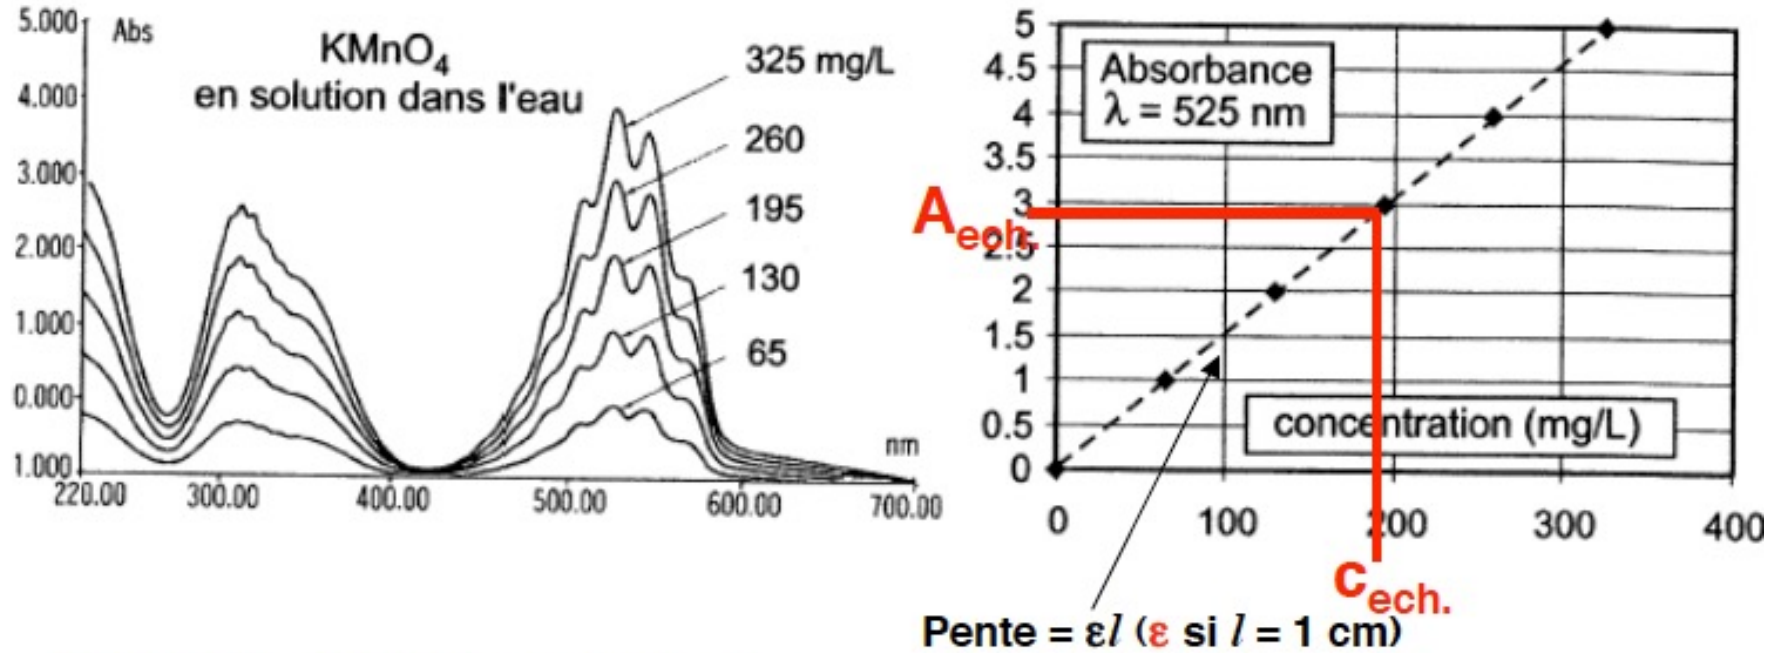 5.000
Abs
KMnO4
en solution dans l'eau
4.000
3.000
2.000
1.000
0.000
1.000
325 mg/L
260
195
130
65
nm
220.00 300.00 400.00 500.00 600.00 700.00
5
4.5
4
3.5
3
2.5
2
1.5
1
0.5
0
Absorbance
λ = 525 nm
Aech.
concentration (mg/L)
0 100 200 300 400
cech.
Pente = εl (ε si l = 1 cm)